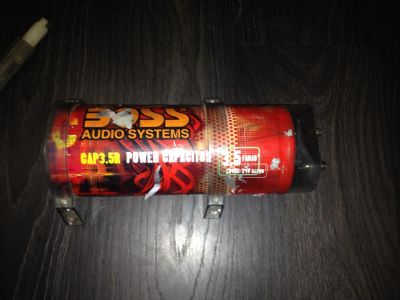 BOSS
AUDIO SYSTEMS
CAP3.5R POWER CAPACITOR
3.5 FARAD